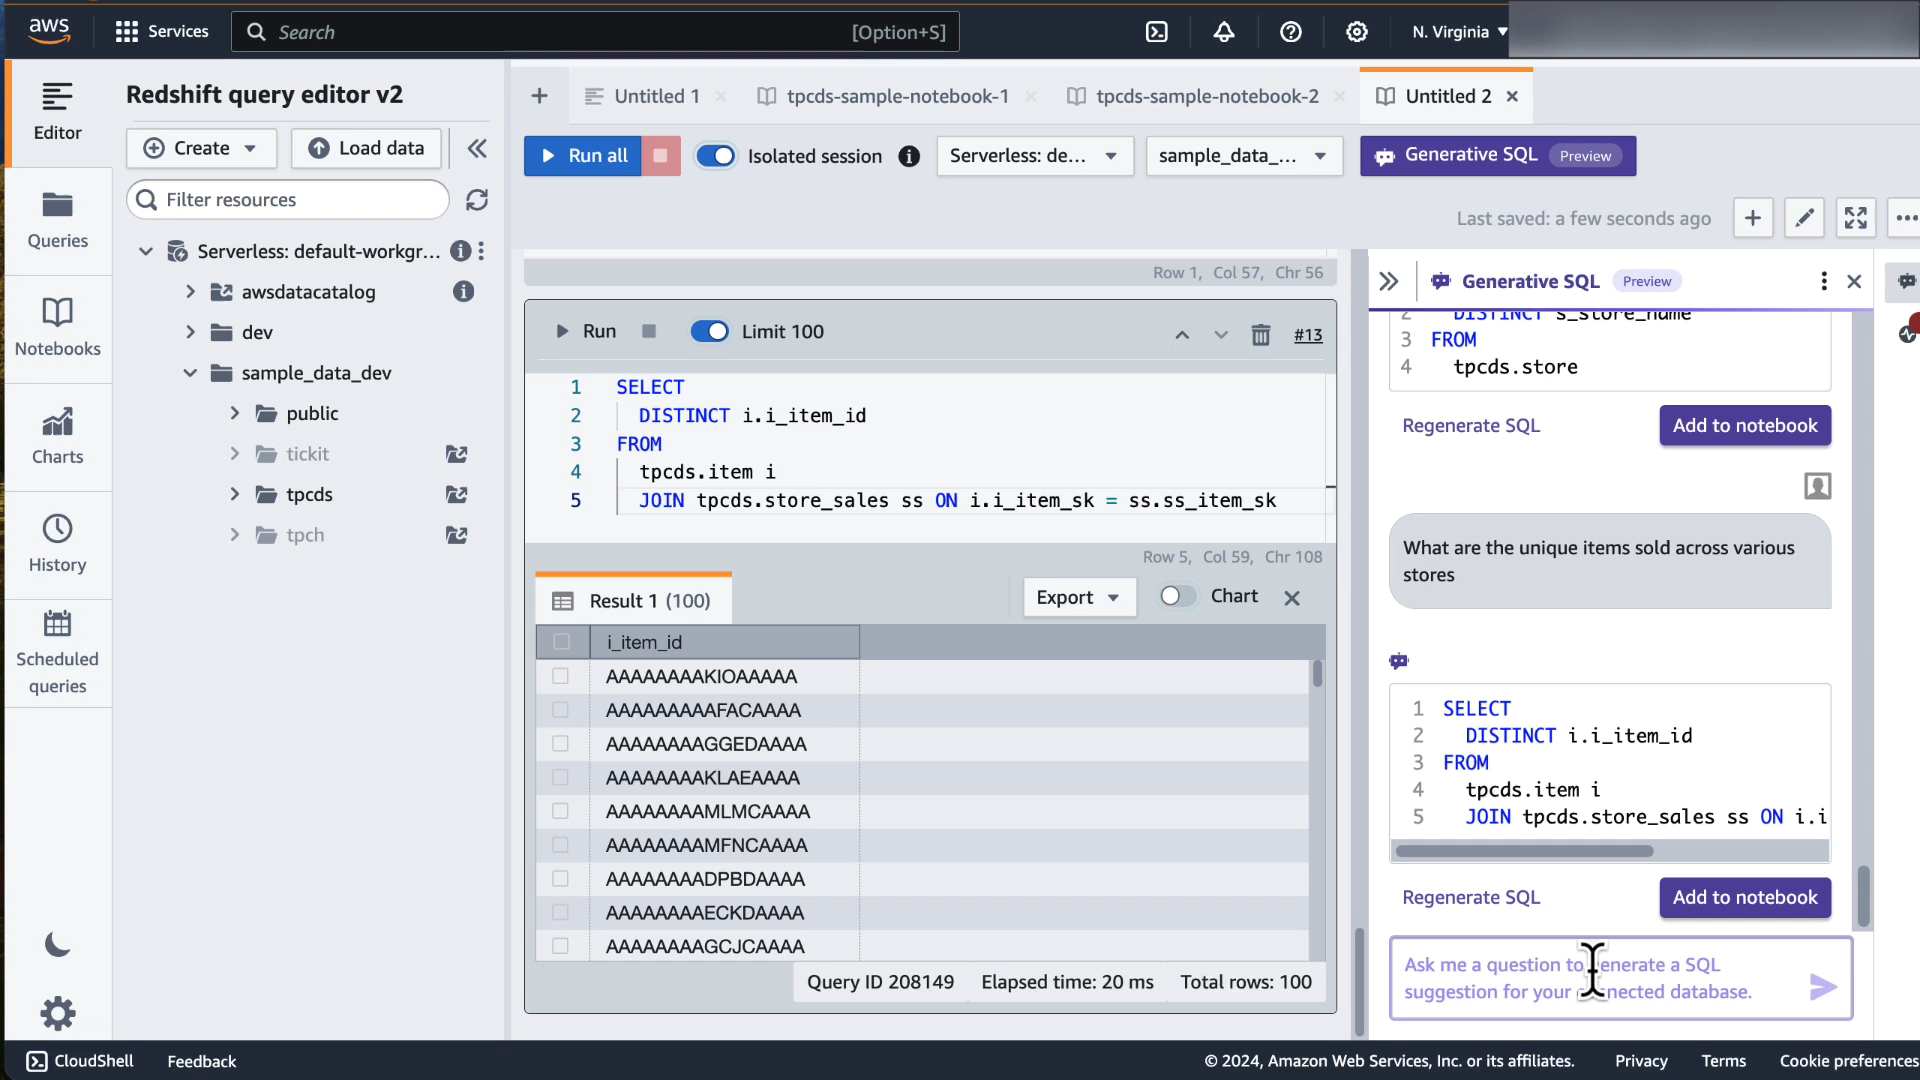 aws
Services
Search
[Option+S]
N. Virginia
Editor
Queries
Notebooks
Charts
History
Scheduled
queries
Redshift query editor v2
Create
Load data
Filter resources
Serverless: default-workgr...
awsdatacatalog
dev
sample_data_dev
public
tickit
tpcds
tpch
Untitled 1
tpcds-sample-notebook-1
tpcds-sample-notebook-2
Untitled 2
Run all
Isolated session
Serverless: de...
sample_data_...
Generative SQL Preview
Last saved: a few seconds ago
Row 1, Col 57, Chr 56
Run
Limit 100
#13
1 SELECT
2 DISTINCT i.i_item_id
3 FROM
4 tpcds.item i
5 JOIN tpcds.store_sales ss ON i.i_item_sk = ss.ss_item_sk
Row 5, Col 59, Chr 108
Result 1 (100)
Export
Chart
i_item_id
AAAAAAAAKIOAAAAA
AAAAAAAAAFACAAAA
AAAAAAAAGGEDAAAA
AAAAAAAAKLAEAAAA
AAAAAAAAMLMCAAAA
AAAAAAAAMFNCAAAA
AAAAAAAADPBDAAAA
AAAAAAAAECKDAAAA
AAAAAAAAGCJCAAAA
Query ID 208149
Elapsed time: 20 ms
Total rows: 100
Generative SQL Preview
2 DISTINCT s_store_name
3 FROM
4 tpcds.store
Regenerate SQL
Add to notebook
What are the unique items sold across various
stores
1 SELECT
2 DISTINCT i.i_item_id
3 FROM
4 tpcds.item i
5 JOIN tpcds.store_sales ss ON i.i
Regenerate SQL
Add to notebook
Ask me a question to generate a SQL
suggestion for your connected database.
CloudShell
Feedback
© 2024, Amazon Web Services, Inc. or its affiliates.
Privacy
Terms
Cookie preferences